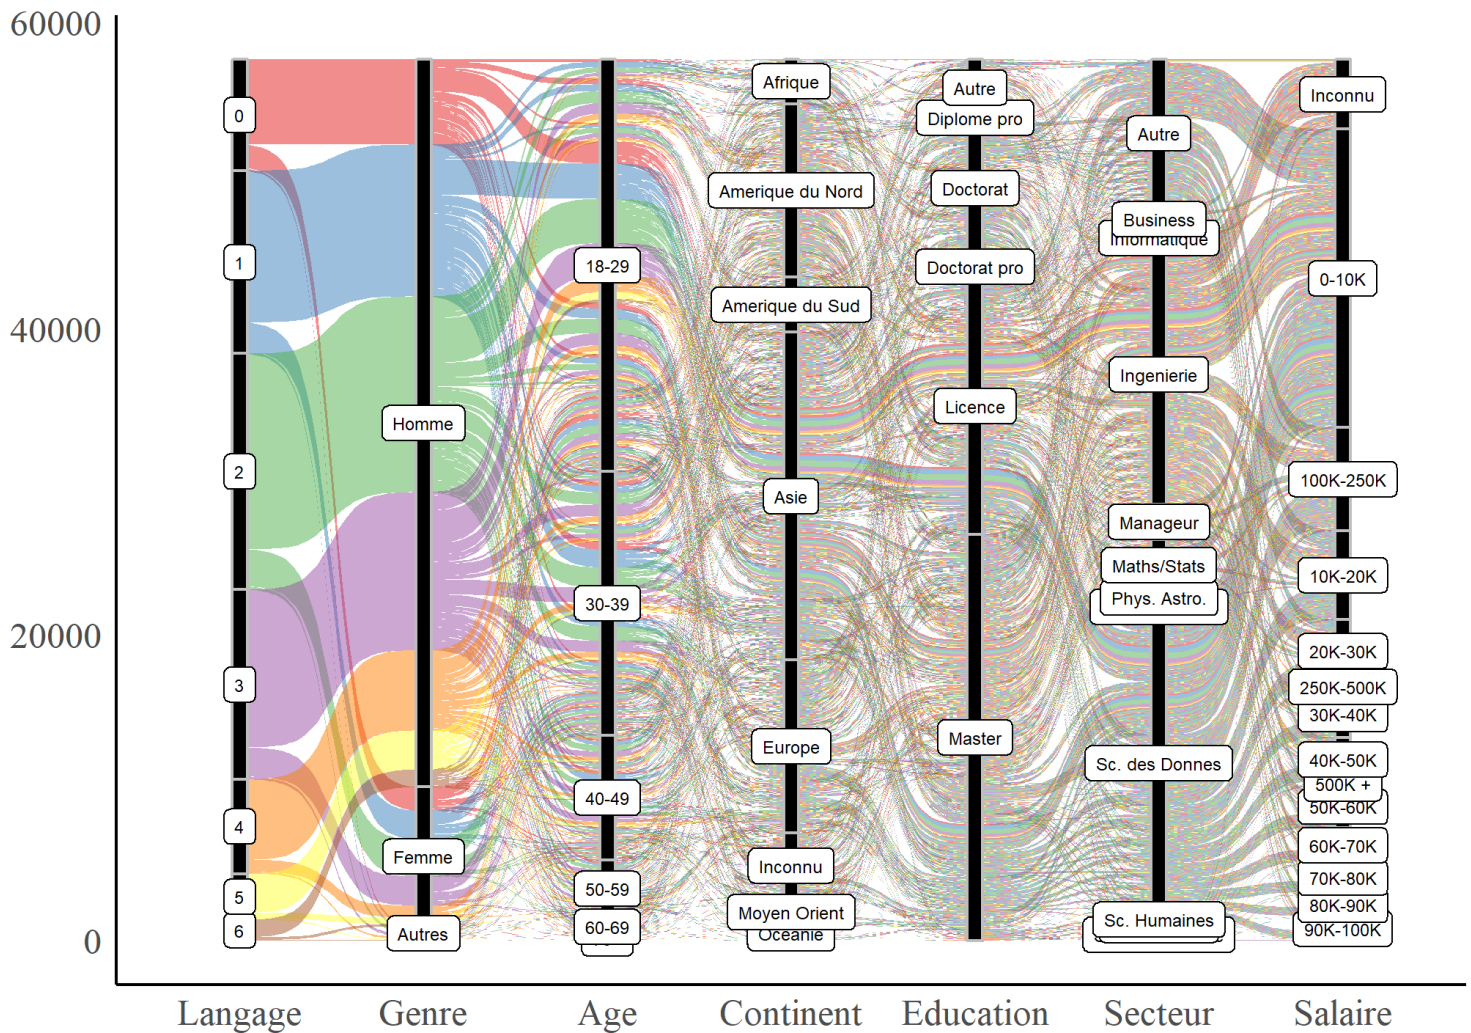 60000
40000
20000
0
0
1
2
3
4
5
6
Homme
Femme
Autres
18-29
30-39
40-49
50-59
60-69
Afrique
Amerique du Nord
Amerique du Sud
Asie
Europe
Inconnu
Moyen Orient
Oceanie
Autre
Diplome pro
Doctorat
Doctorat pro
Licence
Master
Autre
Business
Informatique
Ingenierie
Manageur
Maths/Stats
Phys. Astro.
Sc. des Donnes
Sc. Humaines
Inconnu
0-10K
100K-250K
10K-20K
20K-30K
250K-500K
30K-40K
40K-50K
500K +
50K-60K
60K-70K
70K-80K
80K-90K
90K-100K
Langage
Genre
Age
Continent
Education
Secteur
Salaire